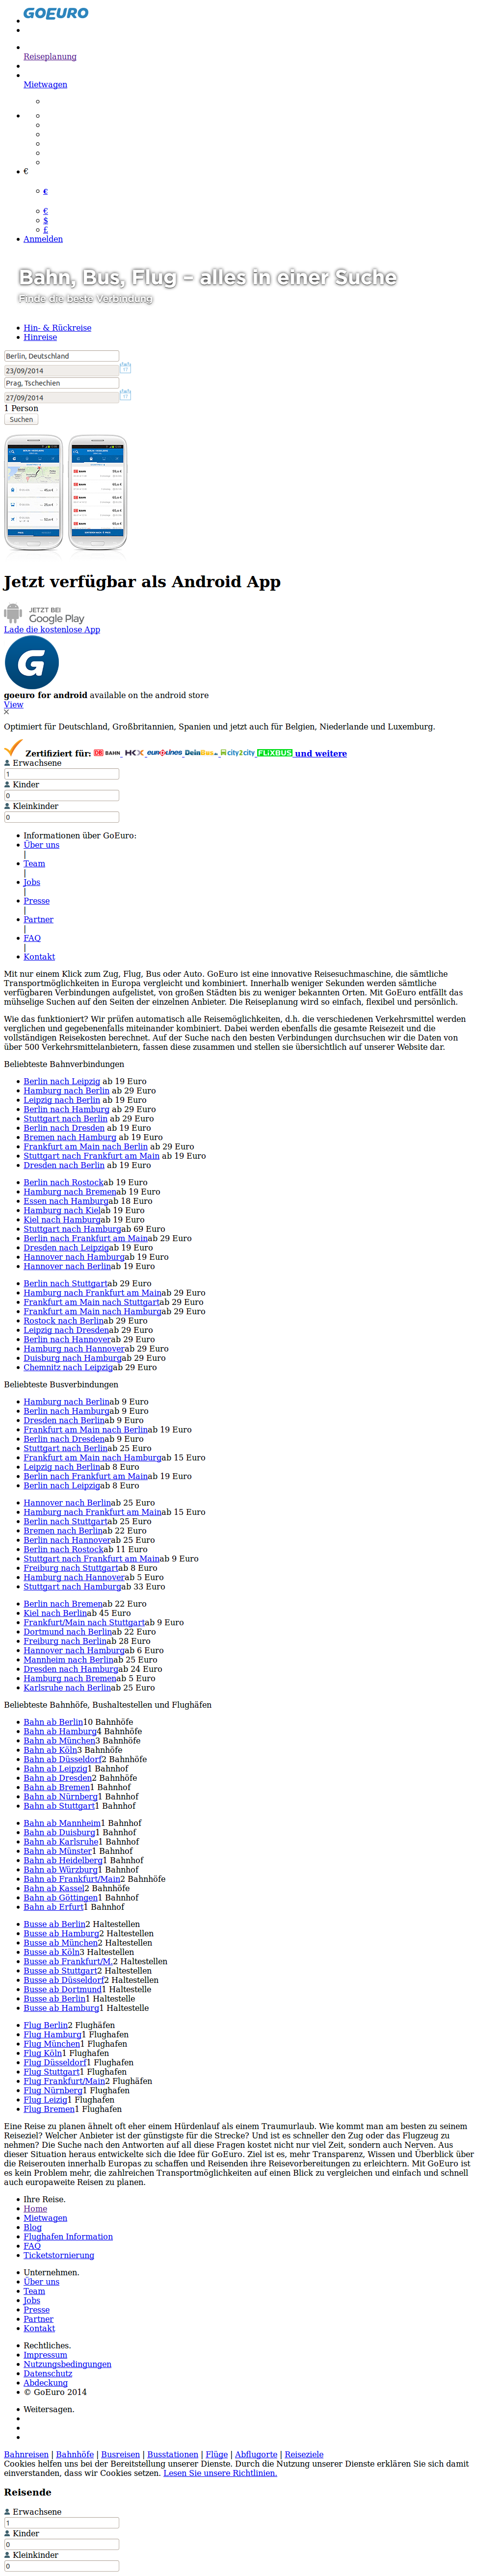 GOEURO
Reiseplanung
Mietwagen
€
€
€
$
£
Anmelden
Bahn, Bus, Flug – alles in einer Suche
Finde die beste Verbindung
Hin- & Rückreise
Hinreise
Berlin, Deutschland
23/09/2014
Prag, Tschechien
27/09/2014
1 Person
Suchen
Jetzt verfügbar als Android App
JETZT BEI
Google Play
Lade die kostenlose App
G
goeuro for android available on the android store
View
Optimiert für Deutschland, Großbritannien, Spanien und jetzt auch für Belgien, Niederlande und Luxemburg.
Zertifiziert für: DB BAHN HKX eurolines DeinBus city2city FLIXBUS und weitere
Erwachsene
1
Kinder
0
Kleinkinder
0
Informationen über GoEuro:
Über uns
|
Team
|
Jobs
|
Presse
|
Partner
|
FAQ
|
Kontakt
Mit nur einem Klick zum Zug, Flug, Bus oder Auto. GoEuro ist eine innovative Reisesuchmaschine, die sämtliche
Transportmöglichkeiten in Europa vergleicht und kombiniert. Innerhalb weniger Sekunden werden sämtliche
verfügbaren Verbindungen aufgelistet, von großen Städten bis zu weniger bekannten Orten. Mit GoEuro entfällt das
mühselige Suchen auf den Seiten der einzelnen Anbieter. Die Reiseplanung wird so einfach, flexibel und persönlich.
Wie das funktioniert? Wir prüfen automatisch alle Reisemöglichkeiten, d.h. die verschiedenen Verkehrsmittel werden
verglichen und gegebenenfalls miteinander kombiniert. Dabei werden ebenfalls die gesamte Reisezeit und die
vollständigen Reisekosten berechnet. Auf der Suche nach den besten Verbindungen durchsuchen wir die Daten von
über 500 Verkehrsmittelanbietern, fassen diese zusammen und stellen sie übersichtlich auf unserer Website dar.
Beliebteste Bahnverbindungen
Berlin nach Leipzig ab 19 Euro
Hamburg nach Berlin ab 29 Euro
Leipzig nach Berlin ab 19 Euro
Berlin nach Hamburg ab 29 Euro
Stuttgart nach Berlin ab 29 Euro
Berlin nach Dresden ab 19 Euro
Bremen nach Hamburg ab 19 Euro
Frankfurt am Main nach Berlin ab 29 Euro
Stuttgart nach Frankfurt am Main ab 19 Euro
Dresden nach Berlin ab 19 Euro
Berlin nach Rostockab 19 Euro
Hamburg nach Bremenab 19 Euro
Essen nach Hamburgab 18 Euro
Hamburg nach Kielab 19 Euro
Kiel nach Hamburgab 19 Euro
Stuttgart nach Hamburgab 69 Euro
Berlin nach Frankfurt am Mainab 29 Euro
Dresden nach Leipzigab 19 Euro
Hannover nach Hamburgab 19 Euro
Hannover nach Berlinab 19 Euro
Berlin nach Stuttgartab 29 Euro
Hamburg nach Frankfurt am Mainab 29 Euro
Frankfurt am Main nach Stuttgartab 29 Euro
Frankfurt am Main nach Hamburgab 29 Euro
Rostock nach Berlinab 29 Euro
Leipzig nach Dresdenab 29 Euro
Berlin nach Hannoverab 29 Euro
Hamburg nach Hannoverab 29 Euro
Duisburg nach Hamburgab 29 Euro
Chemnitz nach Leipzigab 29 Euro
Beliebteste Busverbindungen
Hamburg nach Berlinab 9 Euro
Berlin nach Hamburgab 9 Euro
Dresden nach Berlinab 9 Euro
Frankfurt am Main nach Berlinab 19 Euro
Berlin nach Dresdenab 9 Euro
Stuttgart nach Berlinab 25 Euro
Frankfurt am Main nach Hamburgab 15 Euro
Leipzig nach Berlinab 8 Euro
Berlin nach Frankfurt am Mainab 19 Euro
Berlin nach Leipzigab 8 Euro
Hannover nach Berlinab 25 Euro
Hamburg nach Frankfurt am Mainab 15 Euro
Berlin nach Stuttgartab 25 Euro
Bremen nach Berlinab 22 Euro
Berlin nach Hannoverab 25 Euro
Berlin nach Rostockab 11 Euro
Stuttgart nach Frankfurt am Mainab 9 Euro
Freiburg nach Stuttgartab 8 Euro
Hamburg nach Hannoverab 5 Euro
Stuttgart nach Hamburgab 33 Euro
Berlin nach Bremenab 22 Euro
Kiel nach Berlinab 45 Euro
Frankfurt/Main nach Stuttgartab 9 Euro
Dortmund nach Berlinab 22 Euro
Freiburg nach Berlinab 28 Euro
Hannover nach Hamburgab 6 Euro
Mannheim nach Berlinab 25 Euro
Dresden nach Hamburgab 24 Euro
Hamburg nach Bremenab 5 Euro
Karlsruhe nach Berlinab 25 Euro
Beliebteste Bahnhöfe, Bushaltestellen und Flughäfen
Bahn ab Berlin10 Bahnhöfe
Bahn ab Hamburg4 Bahnhöfe
Bahn ab München3 Bahnhöfe
Bahn ab Köln3 Bahnhöfe
Bahn ab Düsseldorf2 Bahnhöfe
Bahn ab Leipzig1 Bahnhof
Bahn ab Dresden2 Bahnhöfe
Bahn ab Bremen1 Bahnhof
Bahn ab Nürnberg1 Bahnhof
Bahn ab Stuttgart1 Bahnhof
Bahn ab Mannheim1 Bahnhof
Bahn ab Duisburg1 Bahnhof
Bahn ab Karlsruhe1 Bahnhof
Bahn ab Münster1 Bahnhof
Bahn ab Heidelberg1 Bahnhof
Bahn ab Würzburg1 Bahnhof
Bahn ab Frankfurt/Main2 Bahnhöfe
Bahn ab Kassel2 Bahnhöfe
Bahn ab Göttingen1 Bahnhof
Bahn ab Erfurt1 Bahnhof
Busse ab Berlin2 Haltestellen
Busse ab Hamburg2 Haltestellen
Busse ab München2 Haltestellen
Busse ab Köln3 Haltestellen
Busse ab Frankfurt/M.2 Haltestellen
Busse ab Stuttgart2 Haltestellen
Busse ab Düsseldorf2 Haltestellen
Busse ab Dortmund1 Haltestelle
Busse ab Berlin1 Haltestelle
Busse ab Hamburg1 Haltestelle
Flug Berlin2 Flughäfen
Flug Hamburg1 Flughafen
Flug München1 Flughafen
Flug Köln1 Flughafen
Flug Düsseldorf1 Flughafen
Flug Stuttgart1 Flughafen
Flug Frankfurt/Main2 Flughäfen
Flug Nürnberg1 Flughafen
Flug Leizig1 Flughafen
Flug Bremen1 Flughafen
Eine Reise zu planen ähnelt oft eher einem Hürdenlauf als einem Traumurlaub. Wie kommt man am besten zu seinem
Reiseziel? Welcher Anbieter ist der günstigste für die Strecke? Und ist es schneller den Zug oder das Flugzeug zu
nehmen? Die Suche nach den Antworten auf all diese Fragen kostet nicht nur viel Zeit, sondern auch Nerven. Aus
dieser Situation heraus entwickelte sich die Idee für GoEuro. Ziel ist es, mehr Transparenz, Wissen und Überblick über
die Reiserouten innerhalb Europas zu schaffen und Reisenden ihre Reisevorbereitungen zu erleichtern. Mit GoEuro ist
es kein Problem mehr, die zahlreichen Transportmöglichkeiten auf einen Blick zu vergleichen und einfach und schnell
auch europaweite Reisen zu planen.
Ihre Reise.
Home
Mietwagen
Blog
Flughafen Information
FAQ
Ticketstornierung
Unternehmen.
Über uns
Team
Jobs
Presse
Partner
Kontakt
Rechtliches.
Impressum
Nutzungsbedingungen
Datenschutz
Abdeckung
© GoEuro 2014
Weitersagen.
Bahnreisen | Bahnhöfe | Busreisen | Busstationen | Flüge | Abflugorte | Reiseziele
Cookies helfen uns bei der Bereitstellung unserer Dienste. Durch die Nutzung unserer Dienste erklären Sie sich damit
einverstanden, dass wir Cookies setzen. Lesen Sie unsere Richtlinien.
Reisende
Erwachsene
1
Kinder
0
Kleinkinder
0